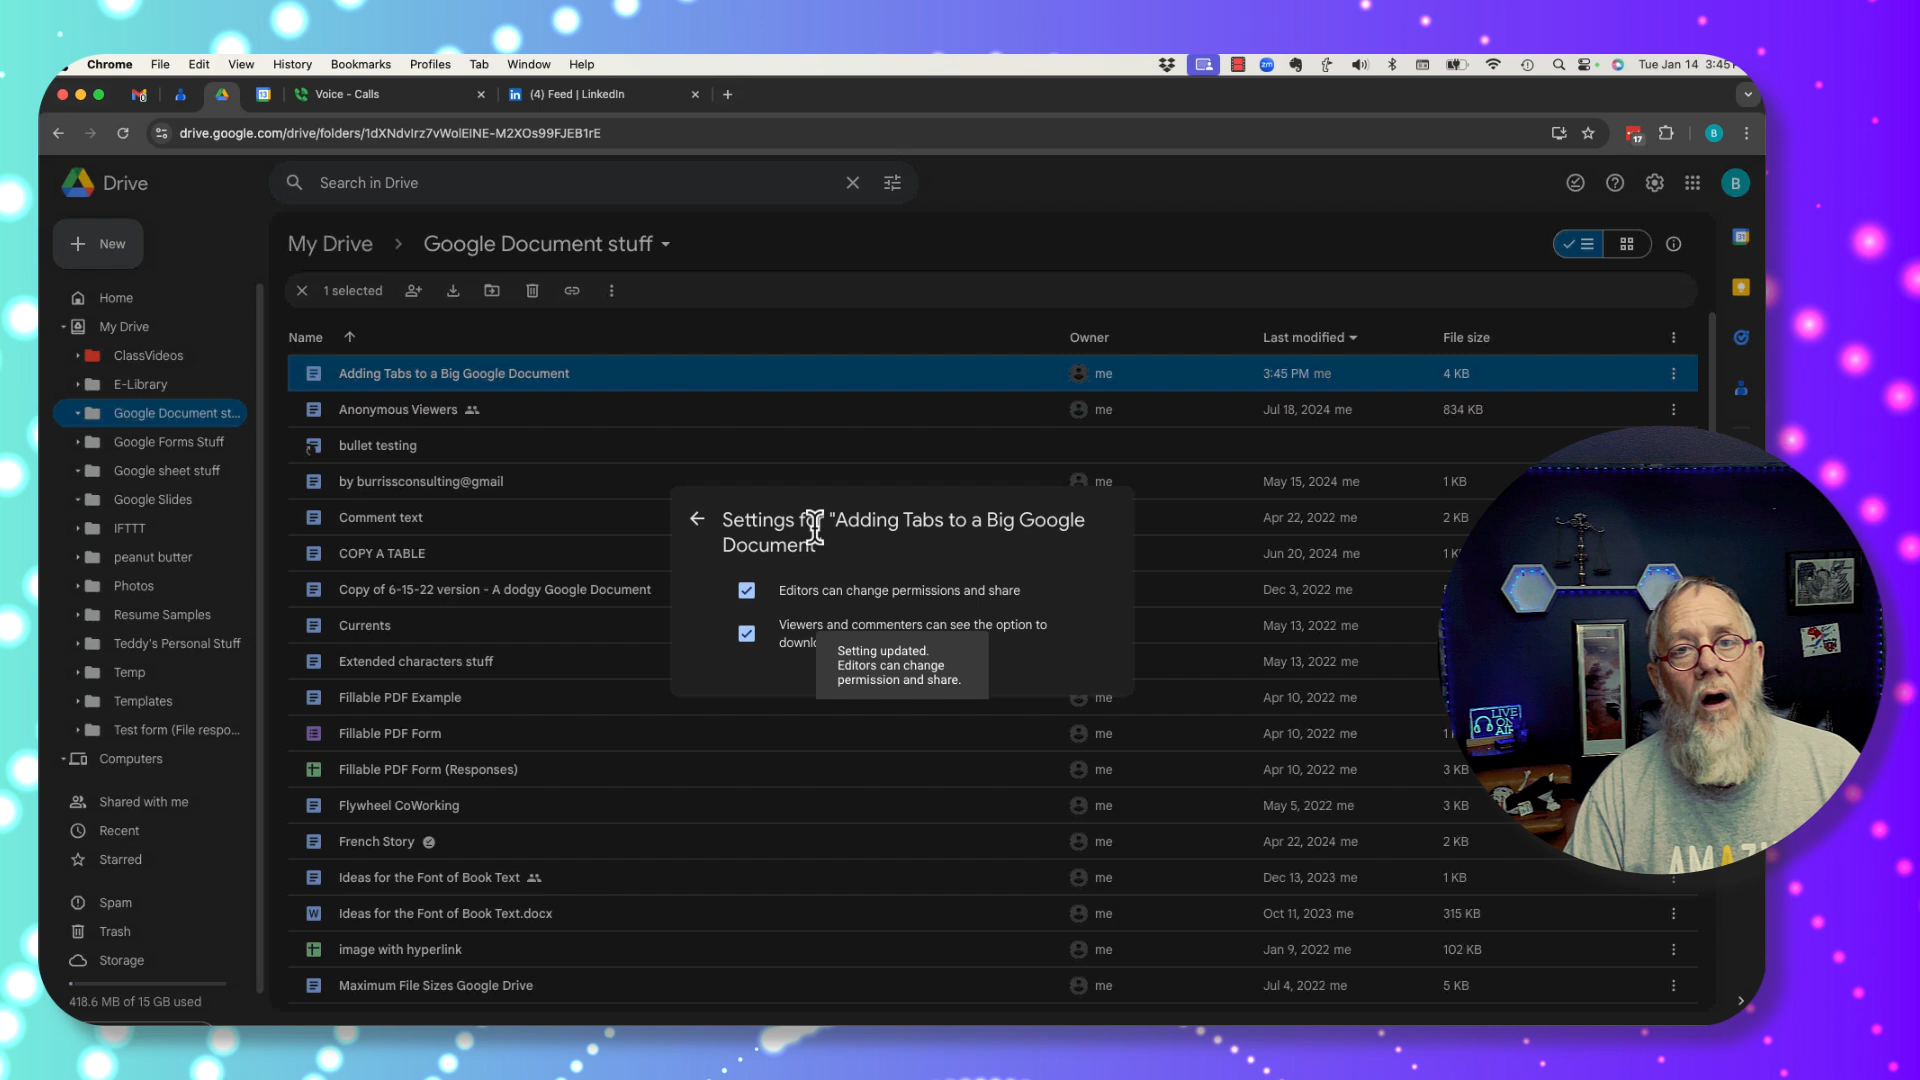 Chrome File Edit View History Bookmarks Profiles Tab Window Help Tue Jan 14 3:45
Voice - Calls (4) Feed | LinkedIn
drive.google.com/drive/folders/1dXNdvIrz7vWolElNE-M2XOs99FJEB1rE 17 B
Drive Search in Drive B
New
My Drive Google Document stuff
1 selected
Name Owner Last modified File size
Home
My Drive
ClassVideos
E-Library
Google Document st...
Google Forms Stuff
Google sheet stuff
Google Slides
IFTTT
peanut butter
Photos
Resume Samples
Teddy's Personal Stuff
Temp
Templates
Test form (File respo...
Computers
Shared with me
Recent
Starred
Spam
Trash
Storage
418.6 MB of 15 GB used
Adding Tabs to a Big Google Document me 3:45 PM me 4 KB
Anonymous Viewers me Jul 18, 2024 me 834 KB
bullet testing
by burrissconsulting@gmail me May 15, 2024 me 1 KB
Comment text Apr 22, 2022 me 2 KB
COPY A TABLE Jun 20, 2024 me
Copy of 6-15-22 version - A dodgy Google Document Dec 3, 2022 me
Currents May 13, 2022 me
Extended characters stuff May 13, 2022 me
Fillable PDF Example me Apr 10, 2022 me
Fillable PDF Form me Apr 10, 2022 me
Fillable PDF Form (Responses) me Apr 10, 2022 me 3 KB
Flywheel CoWorking me May 5, 2022 me 3 KB
French Story me Apr 22, 2024 me 2 KB
Ideas for the Font of Book Text me Dec 13, 2023 me 1 KB
Ideas for the Font of Book Text.docx me Oct 11, 2023 me 315 KB
image with hyperlink me Jan 9, 2022 me 102 KB
Maximum File Sizes Google Drive me Jul 4, 2022 me 5 KB
Settings for "Adding Tabs to a Big Google
Document"
Editors can change permissions and share
Viewers and commenters can see the option to
Setting updated.
Editors can change
permission and share.
LIVE
ON
AIR
AMAZ